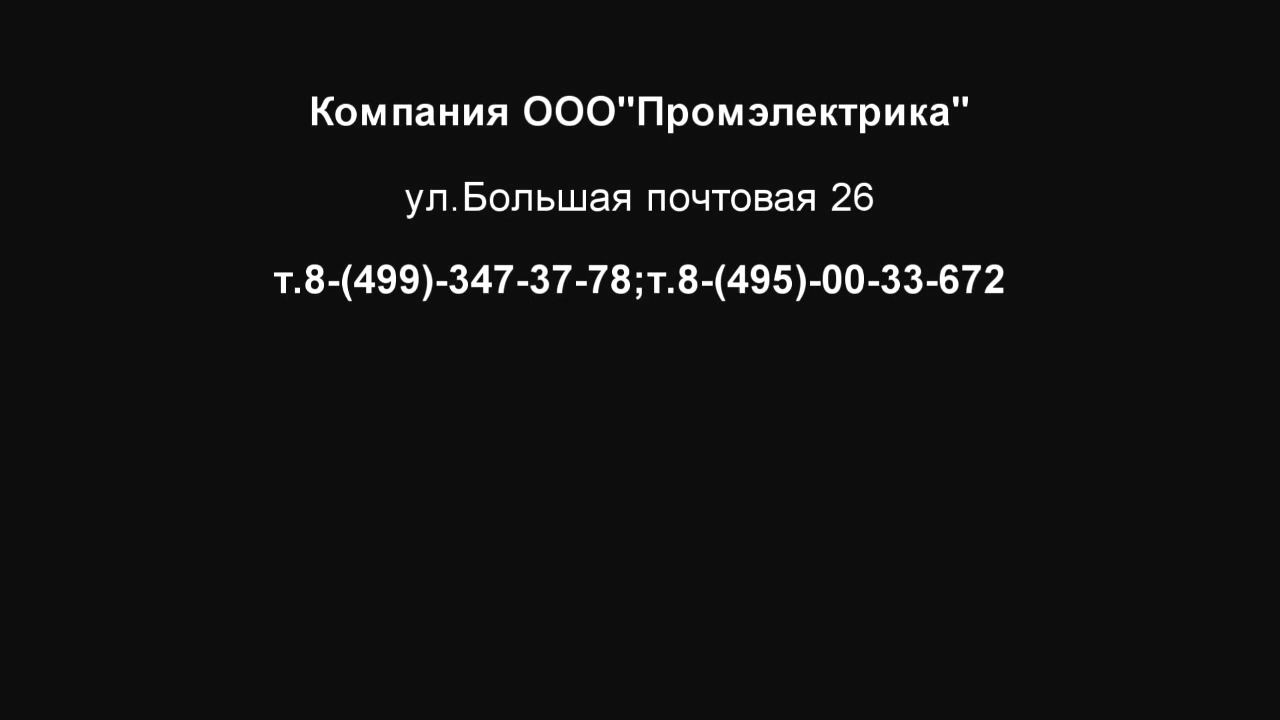 Компания ООО"Промэлектрика"
ул.Большая почтовая 26
т.8-(499)-347-37-78;т.8-(495)-00-33-672